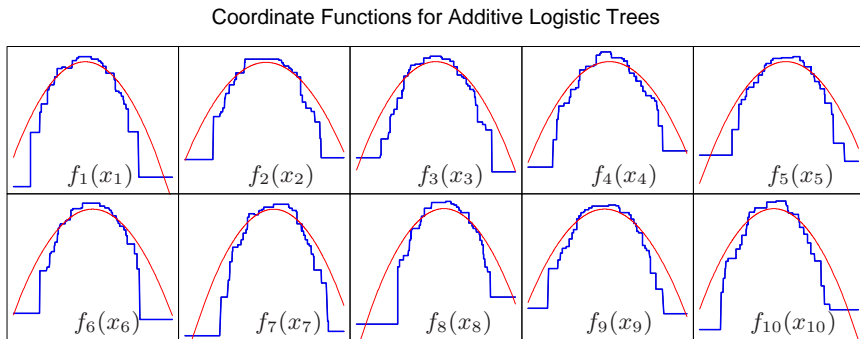 Coordinate Functions for Additive Logistic Trees
f₁(x₁) f₂(x₂) f₃(x₃) f₄(x₄) f₅(x₅)
f₆(x₆) f₇(x₇) f₈(x₈) f₉(x₉) f₁₀(x₁₀)